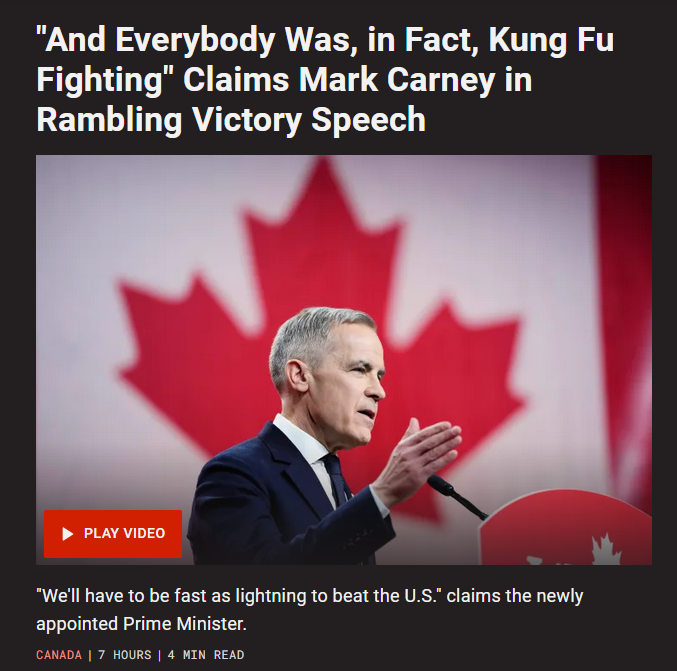 "And Everybody Was, in Fact, Kung Fu
Fighting" Claims Mark Carney in
Rambling Victory Speech
PLAY VIDEO
"We'll have to be fast as lightning to beat the U.S." claims the newly
appointed Prime Minister.
CANADA | 7 HOURS | 4 MIN READ